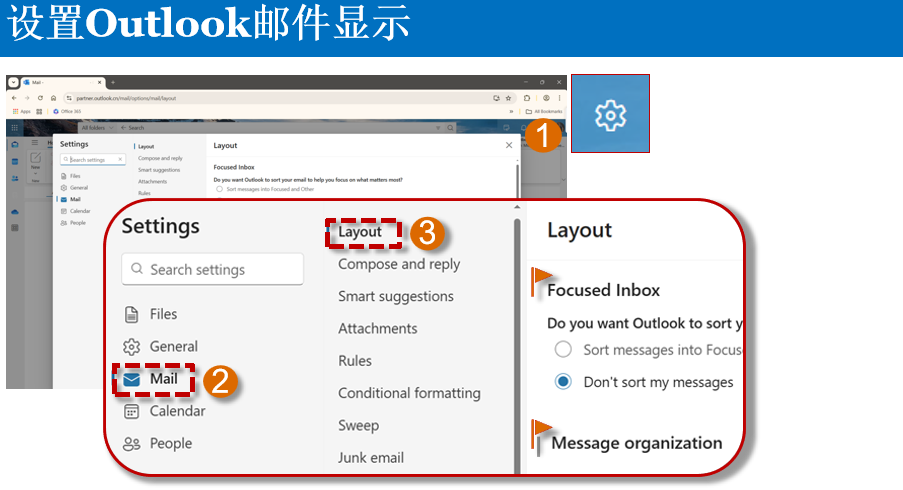 设置Outlook邮件显示
Mail -
partner.outlook.cn/mail/options/mail/layout
Apps
Office 365
All Bookmarks
All folders
Search
1
Settings
Search settings
Files
General
Mail
Calendar
People
Layout
Compose and reply
Smart suggestions
Attachments
Rules
Layout
Focused Inbox
Do you want Outlook to sort your email to help you focus on what matters most?
Sort messages into Focused and Other
New
Settings
Search settings
Files
General
Mail
2
Calendar
People
Layout
3
Compose and reply
Smart suggestions
Attachments
Rules
Conditional formatting
Sweep
Junk email
Layout
Focused Inbox
Do you want Outlook to sort y
Sort messages into Focus
Don't sort my messages
Message organization